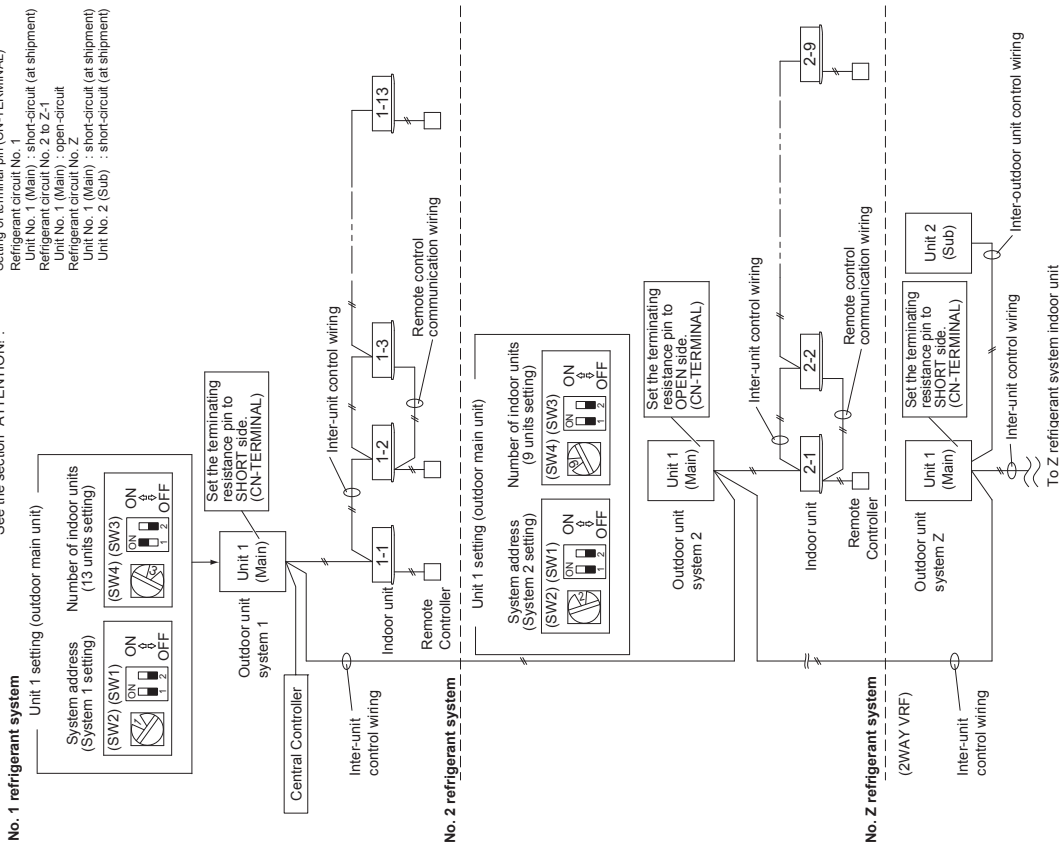 See the section "ATTENTION!".
Setting of terminal pin (CN-TERMINAL)
Refrigerant circuit No. 1
Unit No. 1 (Main) : short-circuit (at shipment)
Refrigerant circuit No. 2 to Z-1
Unit No. 1 (Main) : open-circuit
Refrigerant circuit No. Z
Unit No. 1 (Main) : short-circuit (at shipment)
Unit No. 2 (Sub) : short-circuit (at shipment)
No. 1 refrigerant system
Unit 1 setting (outdoor main unit)
System address
(System 1 setting)
(SW2) (SW1)
1
ON
1 2
ON
OFF
Number of indoor units
(13 units setting)
(SW4) (SW3)
3
ON
1 2
ON
OFF
Outdoor unit
system 1
Unit 1
(Main)
Set the terminating
resistance pin to
SHORT side.
(CN-TERMINAL)
Central Controller
Inter-unit
control wiring
Inter-unit control wiring
Indoor unit
1-1
1-2
1-3
1-13
Remote
Controller
Remote control
communication wiring
No. 2 refrigerant system
Unit 1 setting (outdoor main unit)
System address
(System 2 setting)
(SW2) (SW1)
2
ON
1 2
ON
OFF
Number of indoor units
(9 units setting)
(SW4) (SW3)
9
ON
1 2
ON
OFF
Outdoor unit
system 2
Unit 1
(Main)
Set the terminating
resistance pin to
OPEN side.
(CN-TERMINAL)
Inter-unit control wiring
Indoor unit
2-1
2-2
2-9
Remote
Controller
Remote control
communication wiring
No. Z refrigerant system
(2WAY VRF)
Inter-unit
control wiring
Outdoor unit
system Z
Unit 1
(Main)
Set the terminating
resistance pin to
SHORT side.
(CN-TERMINAL)
Unit 2
(Sub)
Inter-unit control wiring
Inter-outdoor unit control wiring
To Z refrigerant system indoor unit